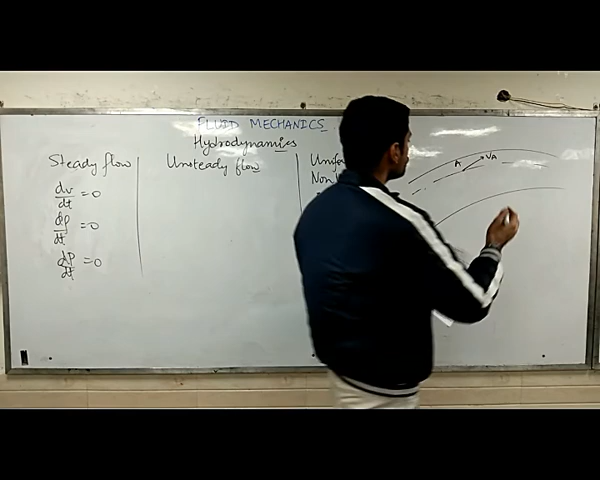 FLUID MECHANICS
Hydrodynamics
Steady flow
dv/dt = 0
dρ/dt = 0
dP/dt = 0
Unsteady flow
Non
A
VA